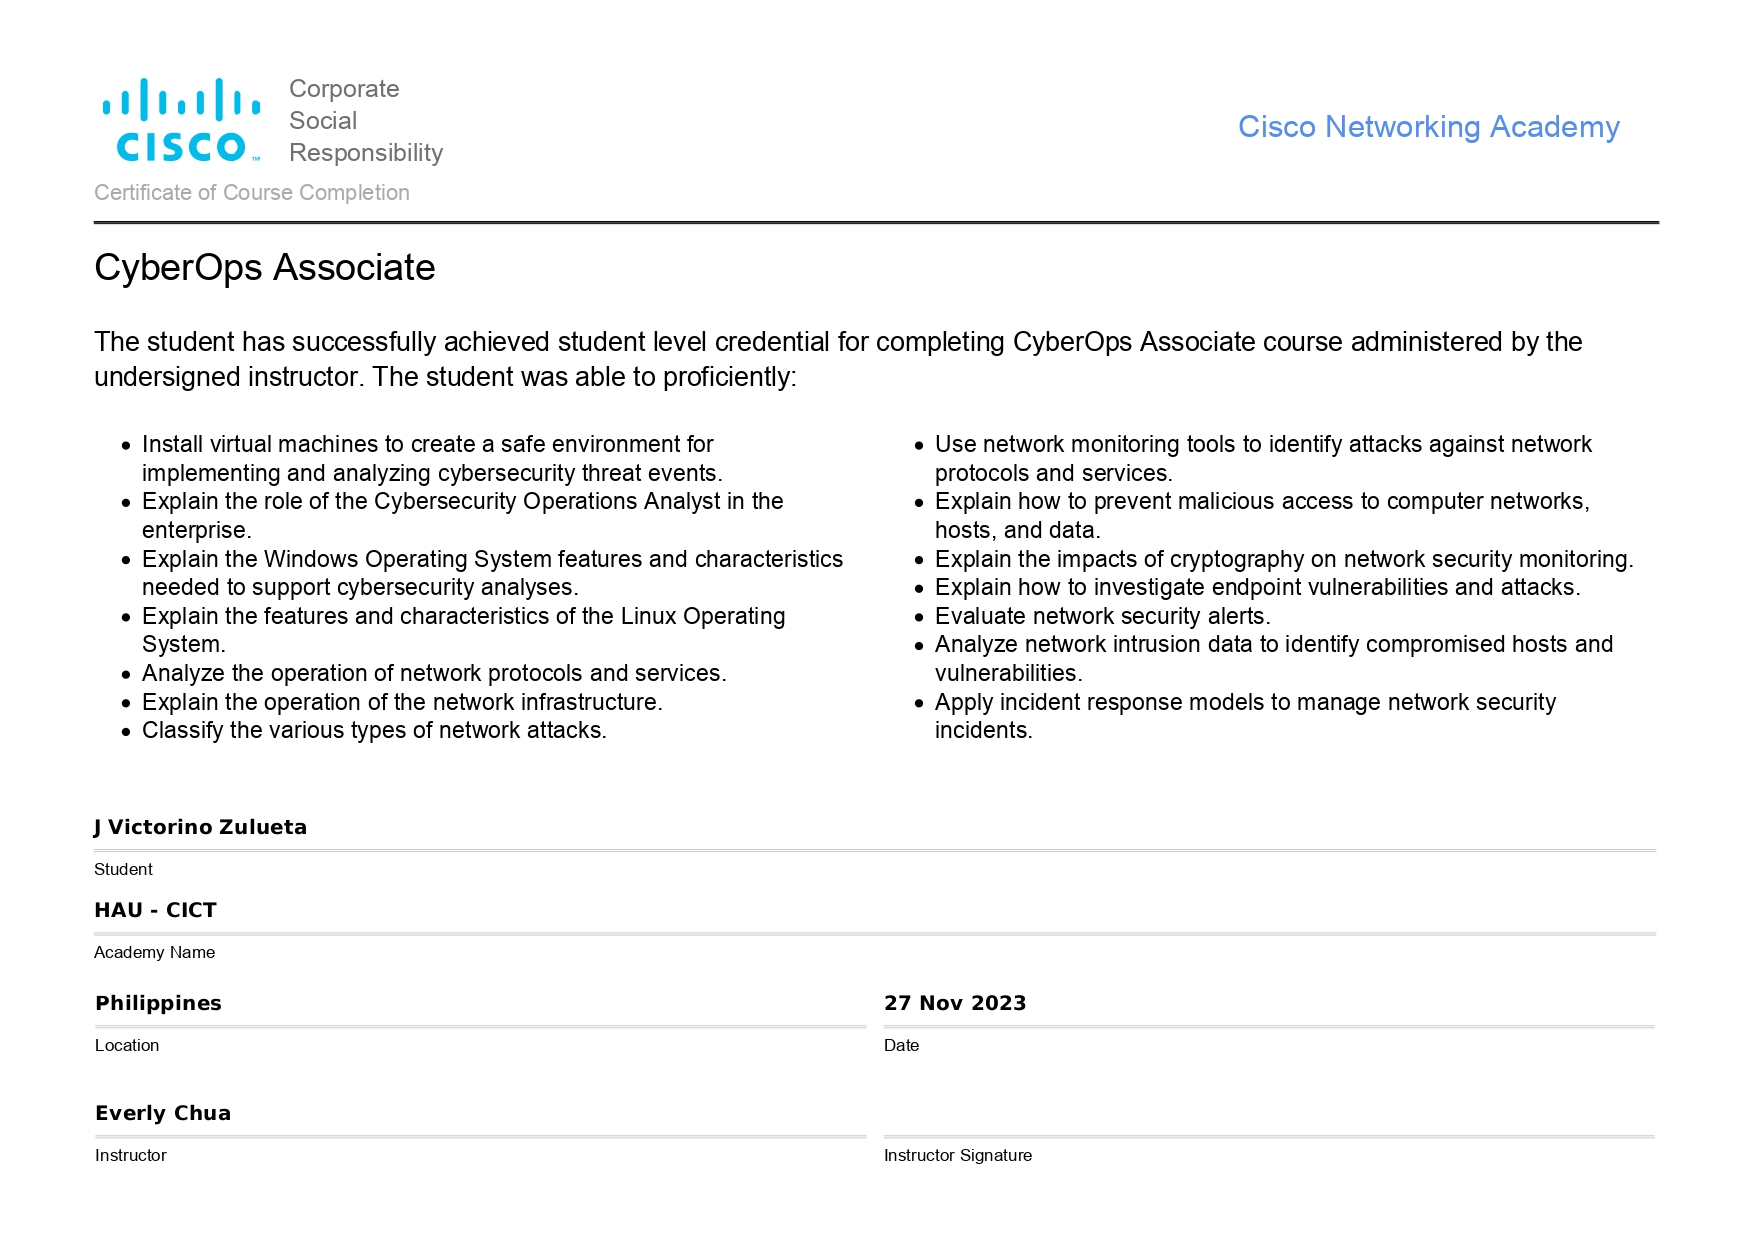 Corporate
Social
Responsibility
CISCO™
Cisco Networking Academy
Certificate of Course Completion
CyberOps Associate
The student has successfully achieved student level credential for completing CyberOps Associate course administered by the
undersigned instructor. The student was able to proficiently:
• Install virtual machines to create a safe environment for
implementing and analyzing cybersecurity threat events.
• Explain the role of the Cybersecurity Operations Analyst in the
enterprise.
• Explain the Windows Operating System features and characteristics
needed to support cybersecurity analyses.
• Explain the features and characteristics of the Linux Operating
System.
• Analyze the operation of network protocols and services.
• Explain the operation of the network infrastructure.
• Classify the various types of network attacks.
• Use network monitoring tools to identify attacks against network
protocols and services.
• Explain how to prevent malicious access to computer networks,
hosts, and data.
• Explain the impacts of cryptography on network security monitoring.
• Explain how to investigate endpoint vulnerabilities and attacks.
• Evaluate network security alerts.
• Analyze network intrusion data to identify compromised hosts and
vulnerabilities.
• Apply incident response models to manage network security
incidents.
J Victorino Zulueta
Student
HAU - CICT
Academy Name
Philippines
Location
27 Nov 2023
Date
Everly Chua
Instructor
Instructor Signature